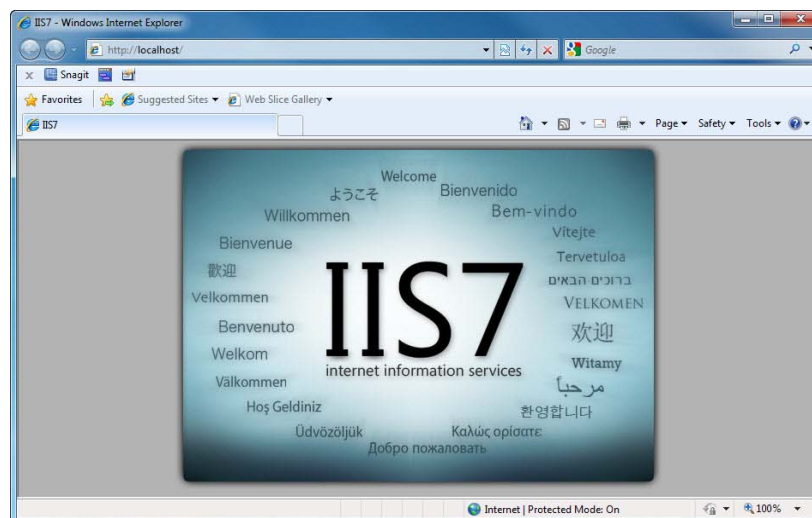 IIS7 - Windows Internet Explorer
http://localhost/
Google
x Snagit
Favorites Suggested Sites Web Slice Gallery
IIS7
Page Safety Tools
Welcome
ようこそ
Bienvenido
Willkommen
Bem-vindo
Bienvenue
Vítejte
Tervetuloa
歡迎
ברוכים הבאים
Velkommen
VELKOMEN
IIS7
internet information services
Benvenuto
欢迎
Welkom
Witamy
Välkommen
مرحباً
Hoş Geldiniz
환영합니다
Üdvözöljük
Καλώς ορίσατε
Добро пожаловать
Internet | Protected Mode: On
100%